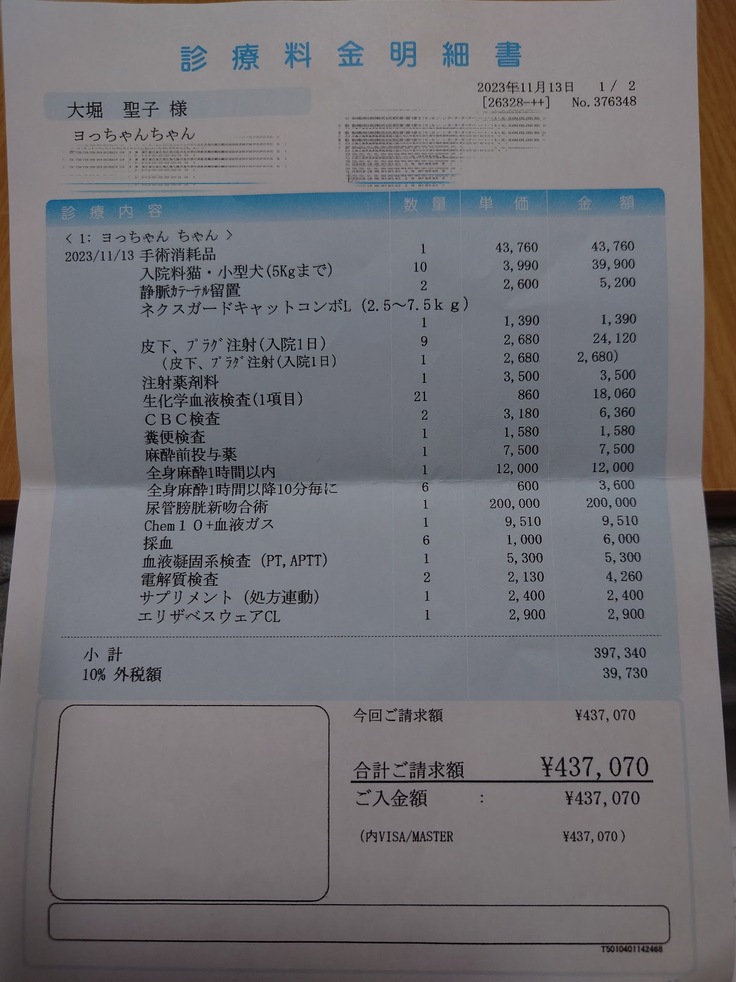 診療料金明細書
2023年11月13日 1 / 2
[26328-++] No.376348
大堀 聖子 様
ヨっちゃんちゃん
診療内容 数量 単価 金額
< 1: ヨっちゃん ちゃん >
2023/11/13 手術消耗品 1 43,760 43,760
入院料猫・小型犬(5Kgまで) 10 3,990 39,900
静脈ｶﾃｰﾃﾙ留置 2 2,600 5,200
ネクスガードキャットコンボL (2.5～7.5ｋｇ)
1 1,390 1,390
皮下、ﾌﾟﾗｸﾞ注射(入院1日) 9 2,680 24,120
(皮下、ﾌﾟﾗｸﾞ注射(入院1日) 1 2,680 2,680)
注射薬剤料 1 3,500 3,500
生化学血液検査(1項目) 21 860 18,060
ＣＢＣ検査 2 3,180 6,360
糞便検査 1 1,580 1,580
麻酔前投与薬 1 7,500 7,500
全身麻酔1時間以内 1 12,000 12,000
全身麻酔1時間以降10分毎に 6 600 3,600
尿管膀胱新吻合術 1 200,000 200,000
Chem１０+血液ガス 1 9,510 9,510
採血 6 1,000 6,000
血液凝固系検査 (PT,APTT) 1 5,300 5,300
電解質検査 2 2,130 4,260
サプリメント (処方連動) 1 2,400 2,400
エリザベスウェアCL 1 2,900 2,900
小 計 397,340
10% 外税額 39,730
今回ご請求額 ¥437,070
合計ご請求額 ¥437,070
ご入金額 : ¥437,070
(内VISA/MASTER ¥437,070)
T5010401142468